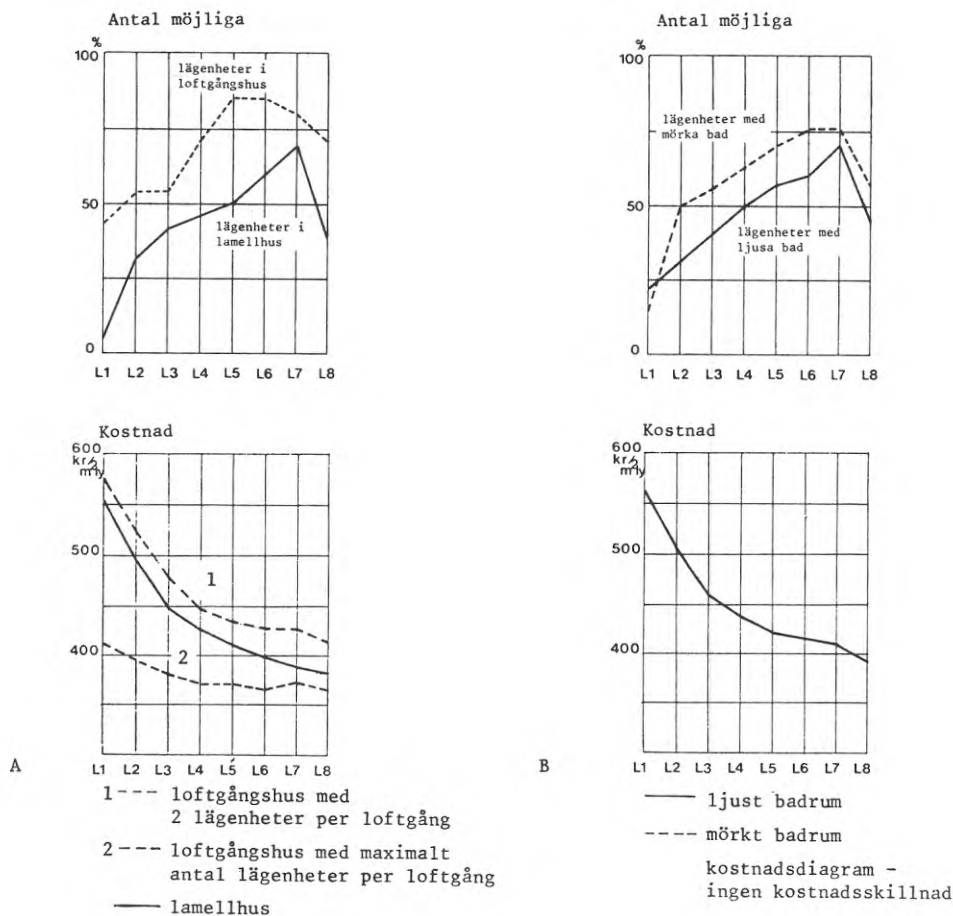 Antal möjliga
%
100
lägenheter i
loftgångshus
50
lägenheter i
lamellhus
0
L1 L2 L3 L4 L5 L6 L7 L8
Kostnad
600
kr/
m²ly
500
1
400
2
A
L1 L2 L3 L4 L5 L6 L7 L8
1 --- loftgångshus med
2 lägenheter per loftgång
2 --- loftgångshus med maximalt
antal lägenheter per loftgång
lamellhus
Antal möjliga
%
100
lägenheter med
mörka bad
50
lägenheter med
ljusa bad
0
L1 L2 L3 L4 L5 L6 L7 L8
Kostnad
600
kr/
m²ly
500
400
B
L1 L2 L3 L4 L5 L6 L7 L8
ljust badrum
---- mörkt badrum
kostnadsdiagram -
ingen kostnadsskillnad